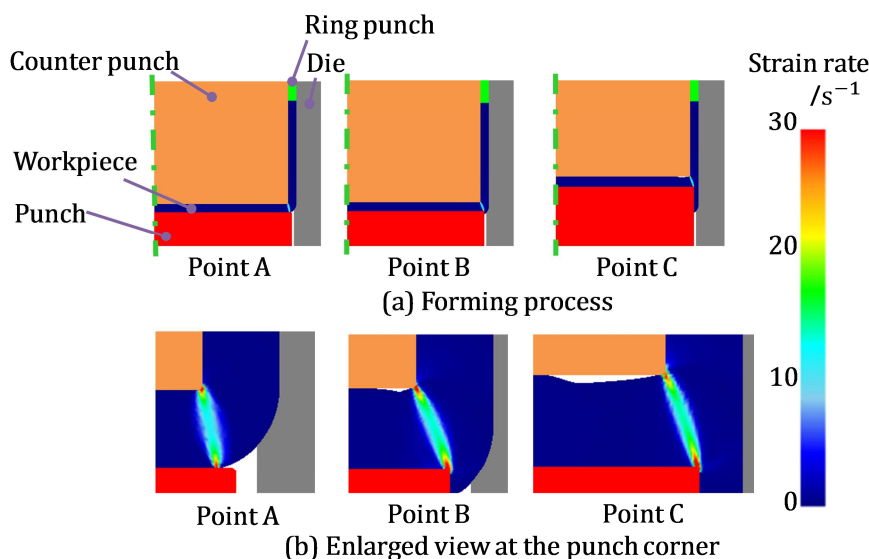 Ring punch
Counter punch
Die
Strain rate
/s⁻¹
30
Workpiece
Punch
20
Point A
Point B
Point C
(a) Forming process
10
0
Point A
Point B
Point C
(b) Enlarged view at the punch corner